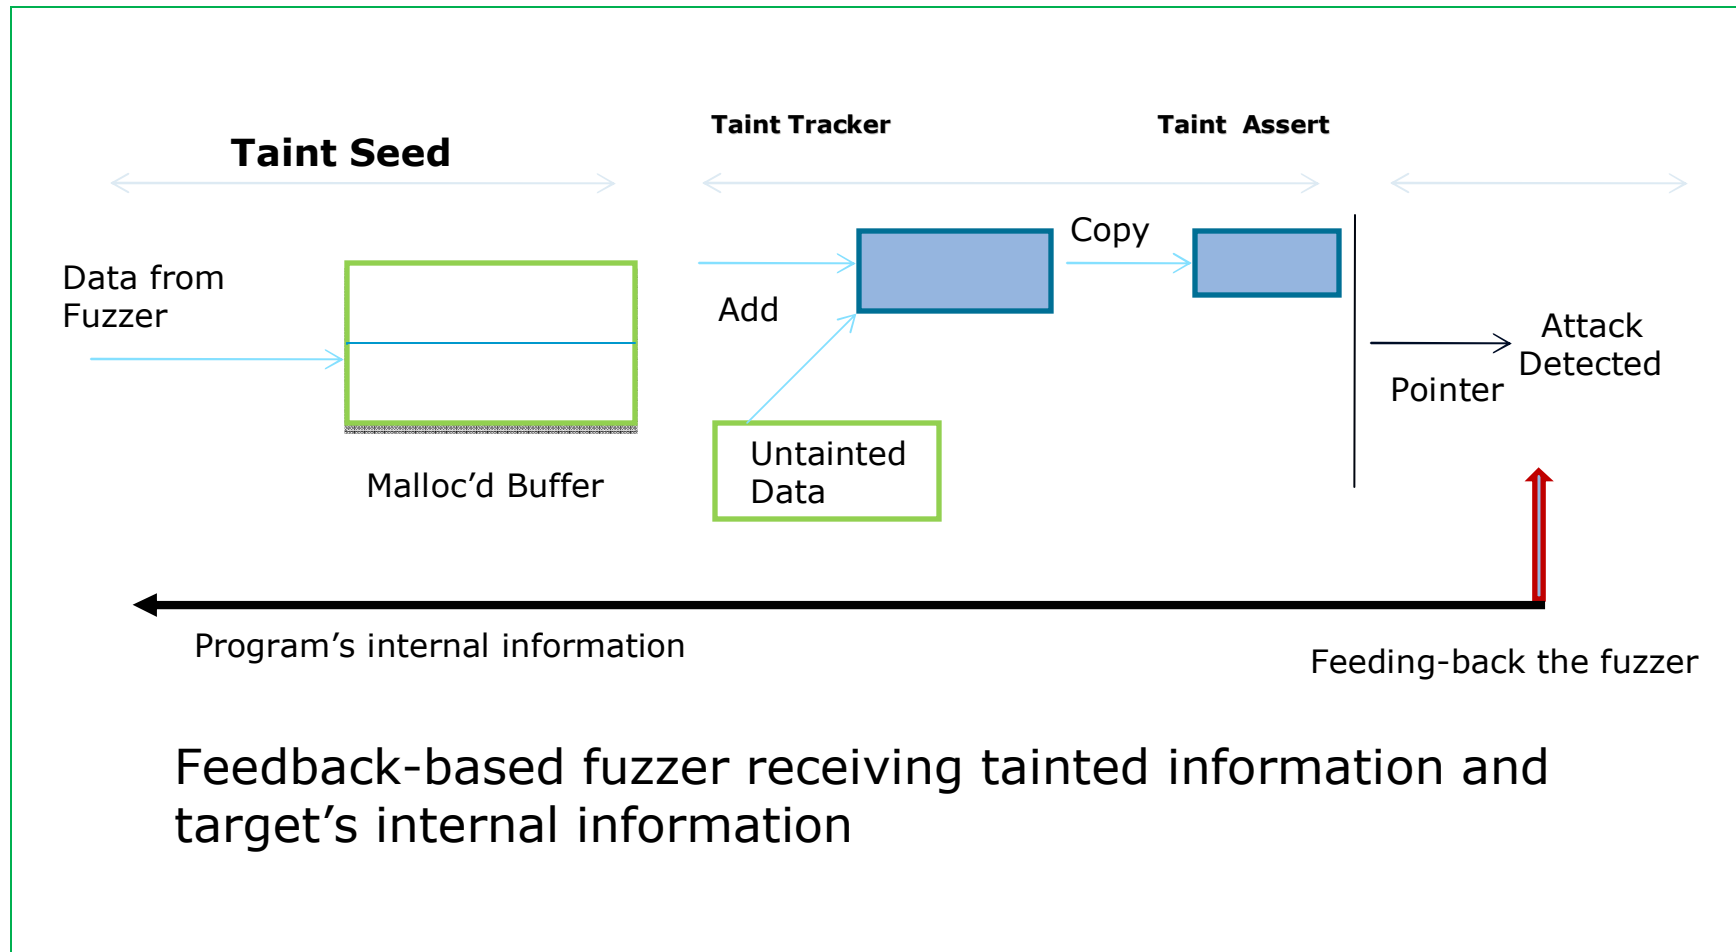 Taint Seed
Taint Tracker
Taint Assert
Data from
Fuzzer
Malloc’d Buffer
Add
Untainted
Data
Copy
Pointer
Attack
Detected
Program’s internal information
Feeding-back the fuzzer
Feedback-based fuzzer receiving tainted information and
target’s internal information